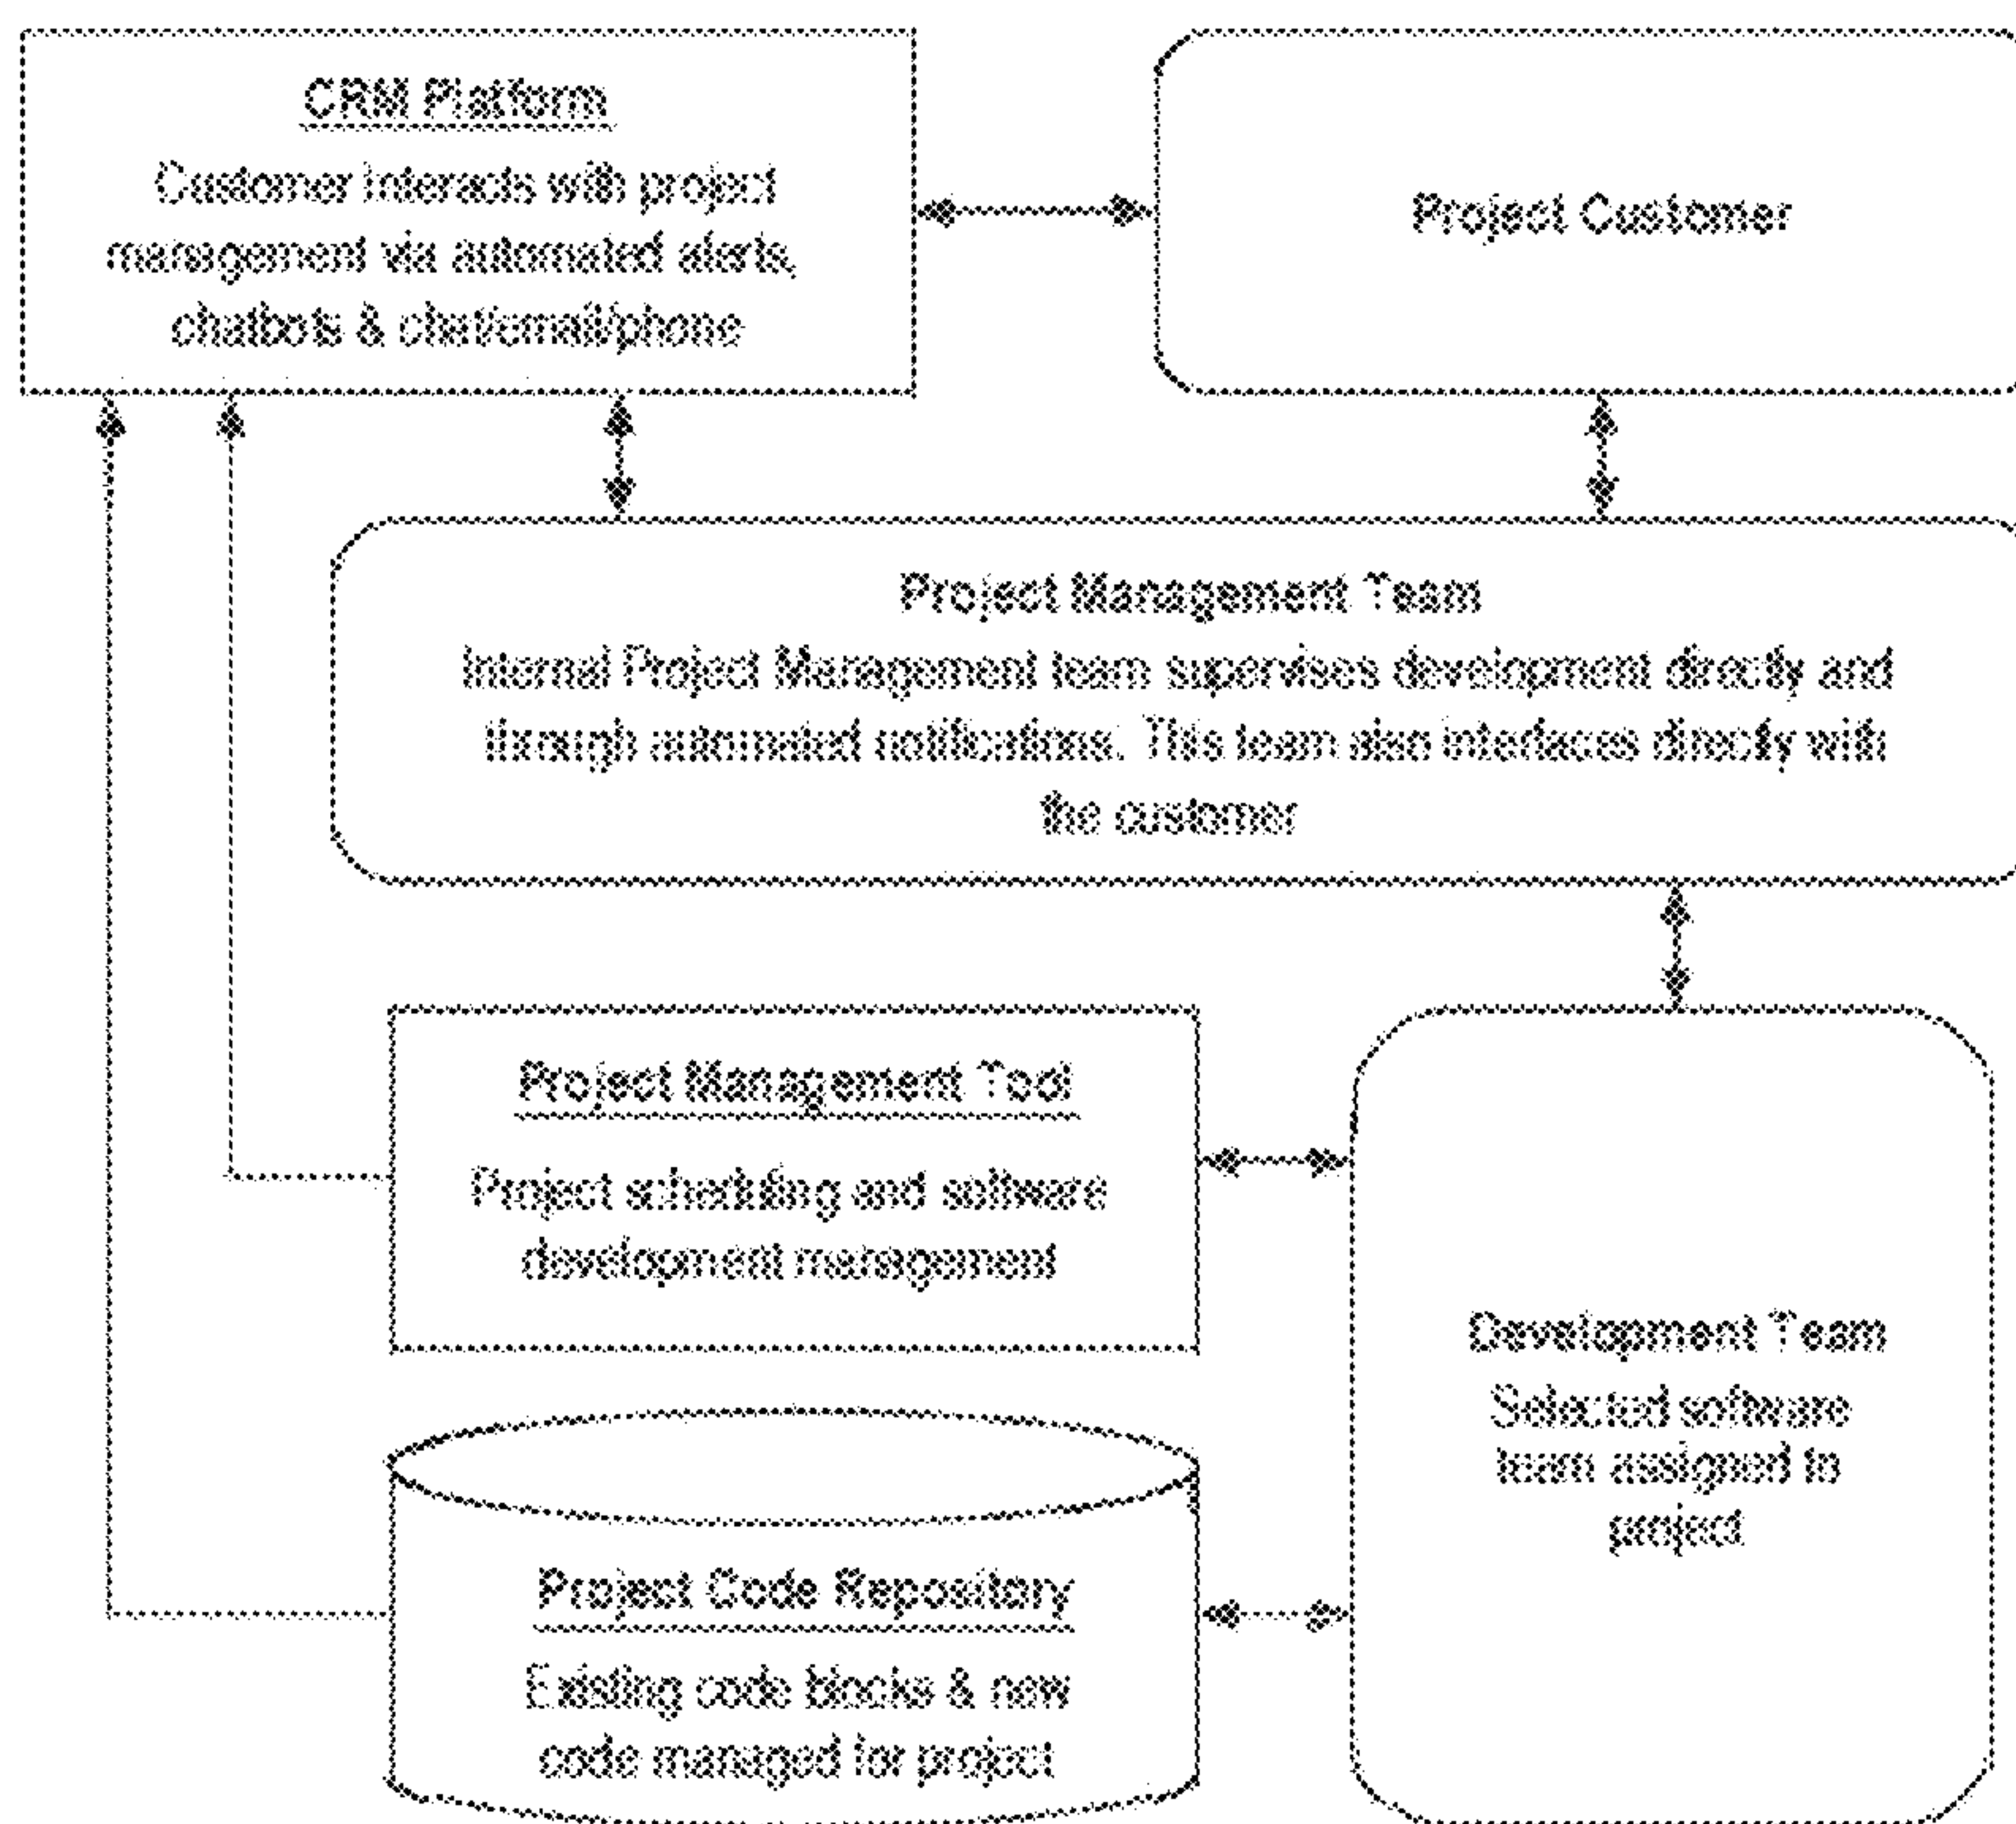 CRM Platform
Customer interacts with project
management via automated alerts,
chatbots & chat/email/phone
Project Customer
Project Management Team
Internal Project Management team supervises development directly and
through automated notifications. This team also interfaces directly with
the customer
Project Management Tool
Project scheduling and software
development management
Development Team
Selected software
team assigned to
project
Project Code Repository
Existing code blocks & new
code managed for project